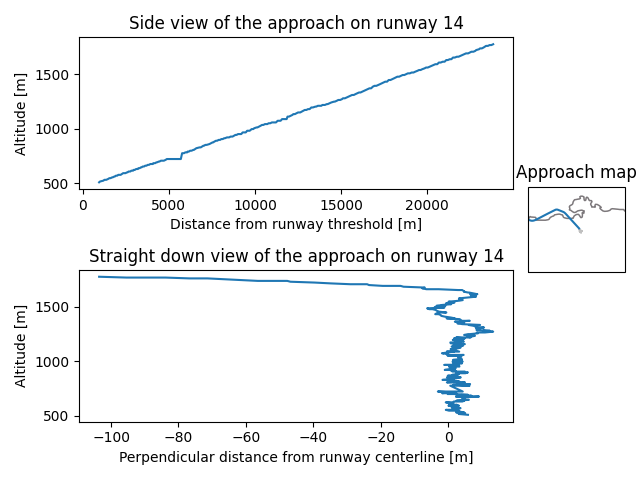 Side view of the approach on runway 14
Altitude [m]
1500
1000
500
0
5000
10000
15000
20000
Distance from runway threshold [m]
Approach map
Straight down view of the approach on runway 14
Altitude [m]
1500
1000
500
−100
−80
−60
−40
−20
0
Perpendicular distance from runway centerline [m]